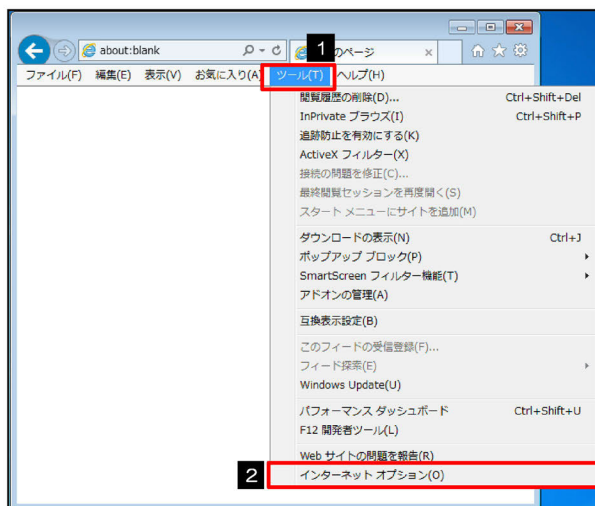 about:blank
1
のページ
ファイル(F) 編集(E) 表示(V) お気に入り(A) ツール(T) ヘルプ(H)
閲覧履歴の削除(D)... Ctrl+Shift+Del
InPrivate ブラウズ(I) Ctrl+Shift+P
追跡防止を有効にする(K)
ActiveX フィルター(X)
接続の問題を修正(C)...
最終閲覧セッションを再度開く(S)
スタート メニューにサイトを追加(M)
ダウンロードの表示(N) Ctrl+J
ポップアップ ブロック(P)
SmartScreen フィルター機能(T)
アドオンの管理(A)
互換表示設定(B)
このフィードの受信登録(F)...
フィード探索(E)
Windows Update(U)
パフォーマンス ダッシュボード Ctrl+Shift+U
F12 開発者ツール(L)
Web サイトの問題を報告(R)
2 インターネット オプション(O)